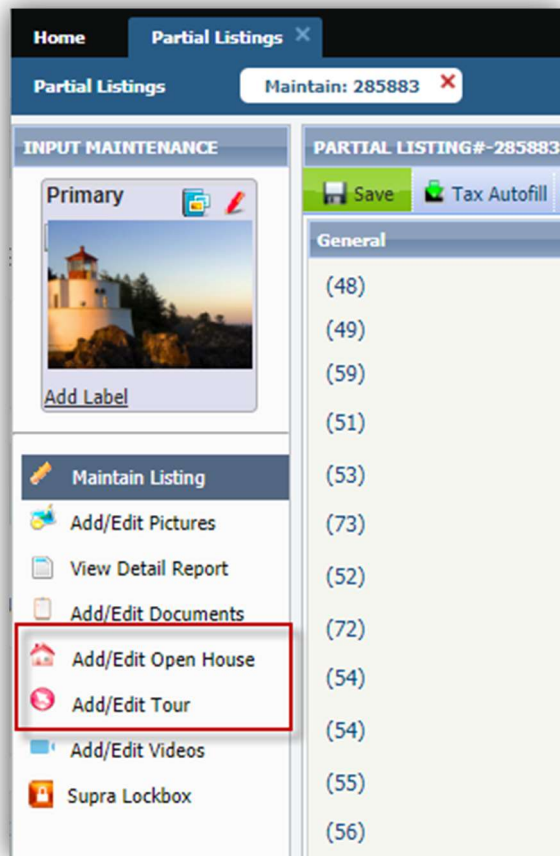 Home Partial Listings
Partial Listings Maintain: 285883
INPUT MAINTENANCE
Primary
Add Label
Maintain Listing
Add/Edit Pictures
View Detail Report
Add/Edit Documents
Add/Edit Open House
Add/Edit Tour
Add/Edit Videos
Supra Lockbox
PARTIAL LISTING#-285883
Save Tax Autofill
General
(48)
(49)
(59)
(51)
(53)
(73)
(52)
(72)
(54)
(54)
(55)
(56)